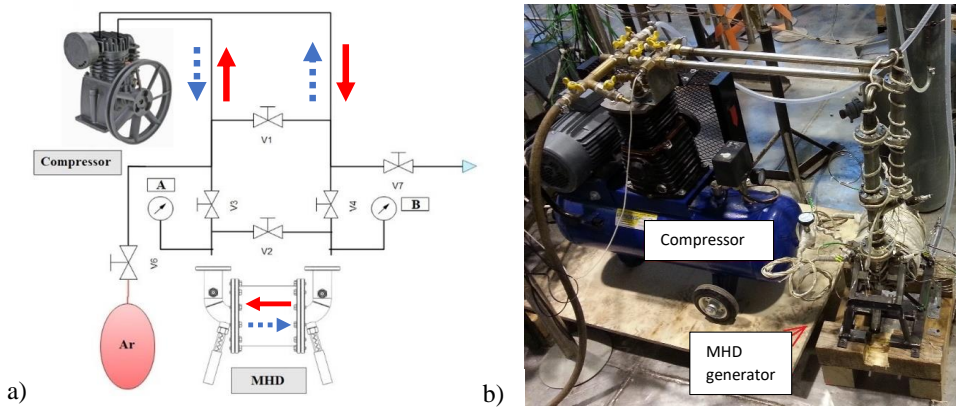 V1
Compressor
V7
A
V3
V4
B
V2
V6
Ar
MHD
a)
Compressor
MHD
generator
b)